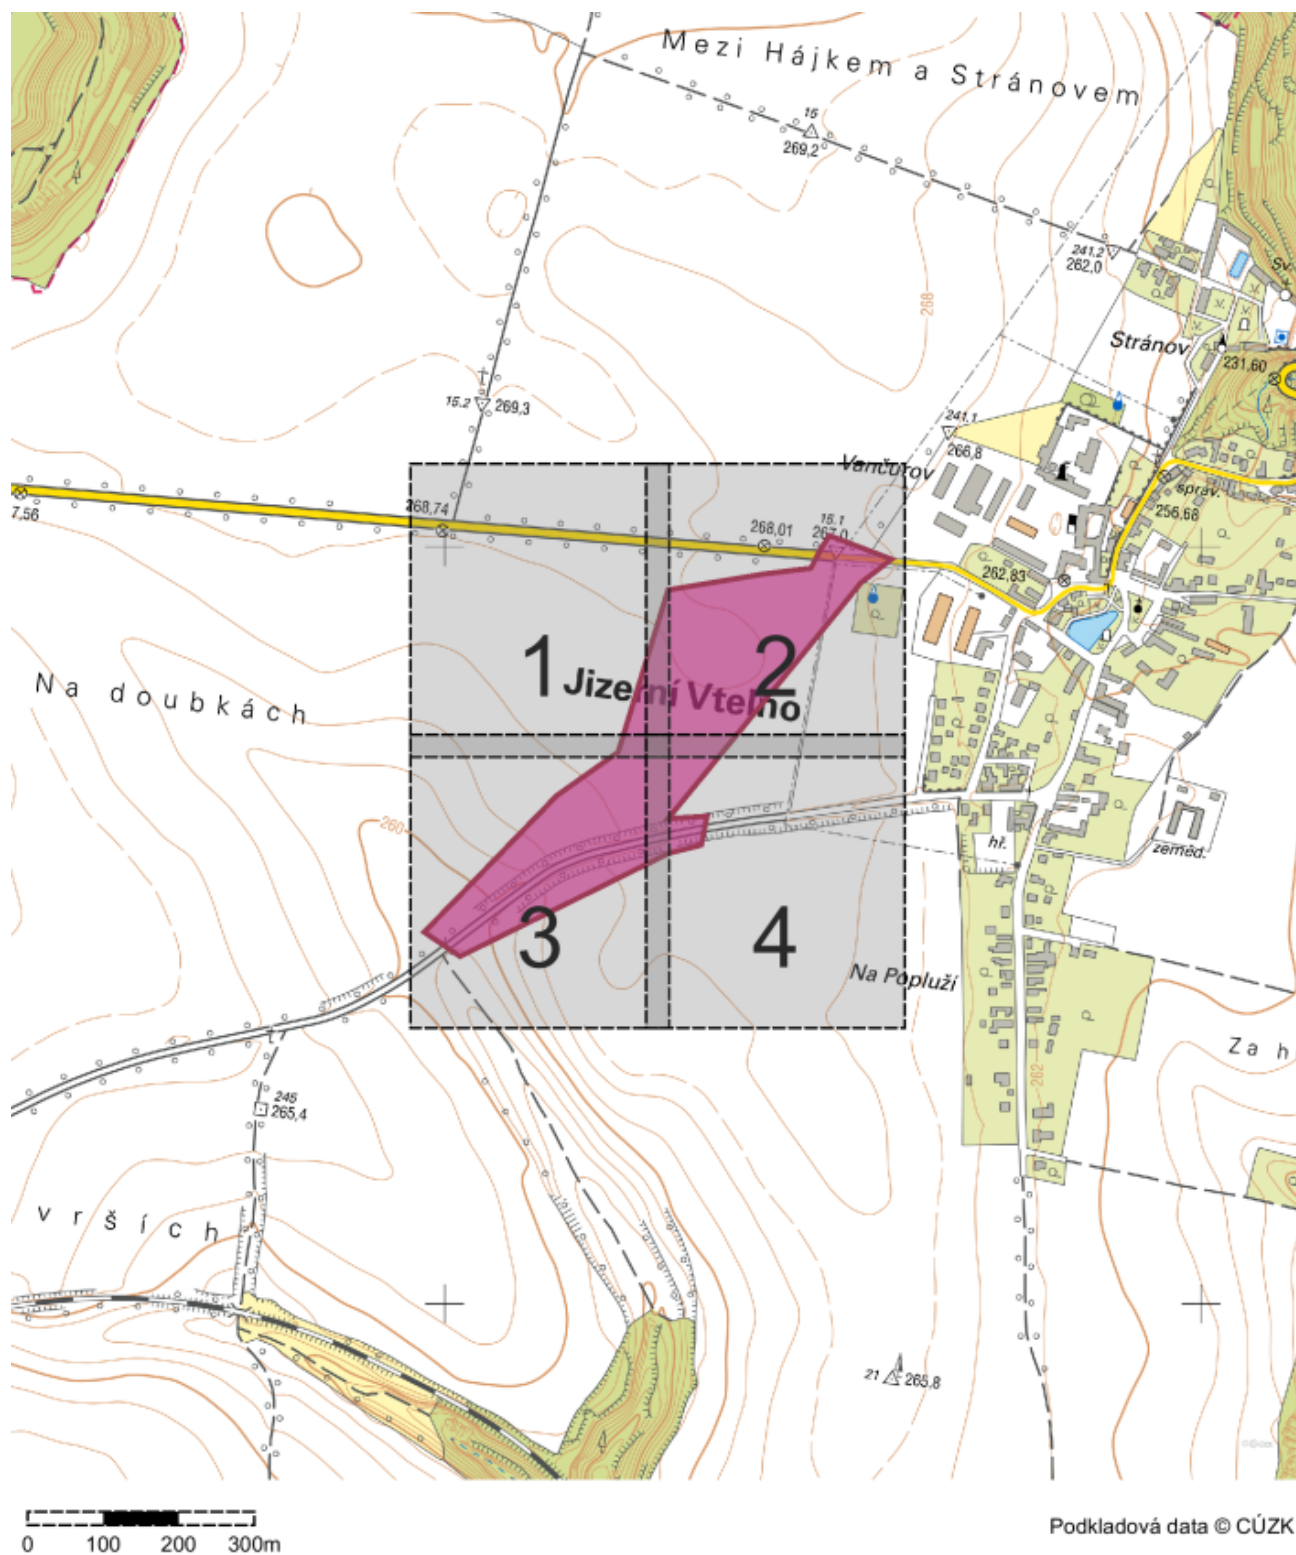 Mezi Hájkem a Stránovem
15
269,2
241.2
262,0
Sv.
268
Stránov
231,60
15.2 269,3
241.1
266,8
Vančurov
správ.
256,68
7,56
268,74
268,01
15.1
267,0
262,83
1
2
Jizerní Vtelno
Na doubkách
260
hř.
zeměd.
3
4
Na Popluží
Za h
262
246
265,4
vrších
21 265,8
0 100 200 300m
Podkladová data © ČÚZK